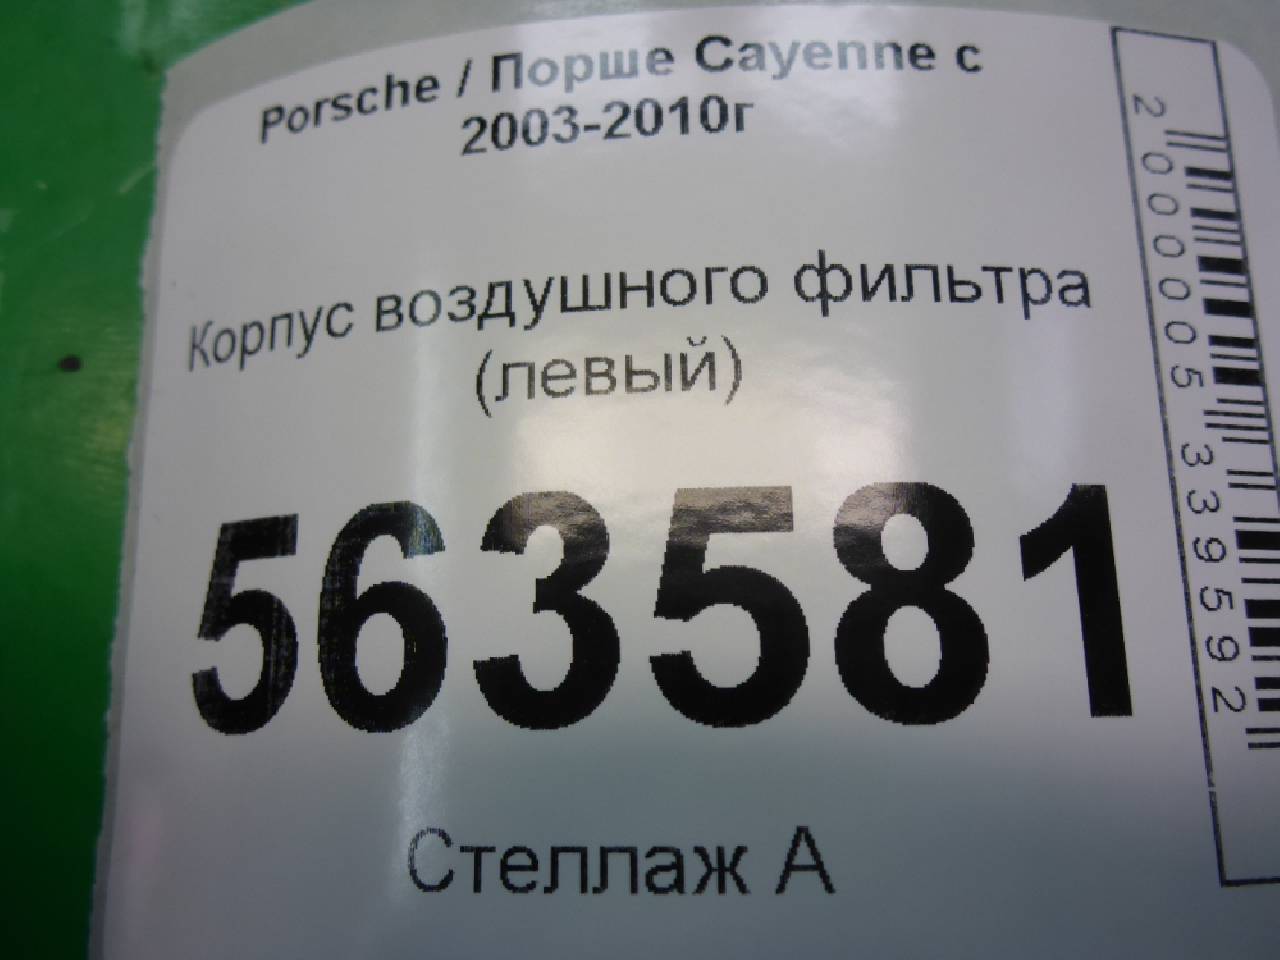 Porsche / Порше Cayenne с
2003-2010г
Корпус воздушного фильтра
(левый)
563581
Стеллаж А
2000005339592